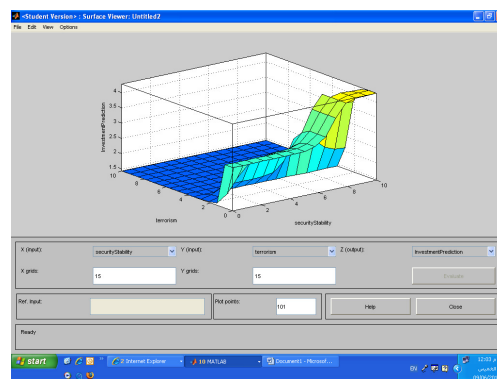 <Student Version> : Surface Viewer: Untitled2
File Edit View Options
4
3.5
3
2.5
2
1.5
10
8
6
4
2
0
0
2
4
6
8
10
InvestmentPrediction
terrorism
securityStability
X (input): securityStability Y (input): terrorism Z (output): InvestmentPrediction
X grids: 15 Y grids: 15 Evaluate
Ref. Input: Plot points: 101 Help Close
Ready
start 2 Internet Explorer 10 MATLAB Document1 - Microsof... EN 12:03 م
الخميس